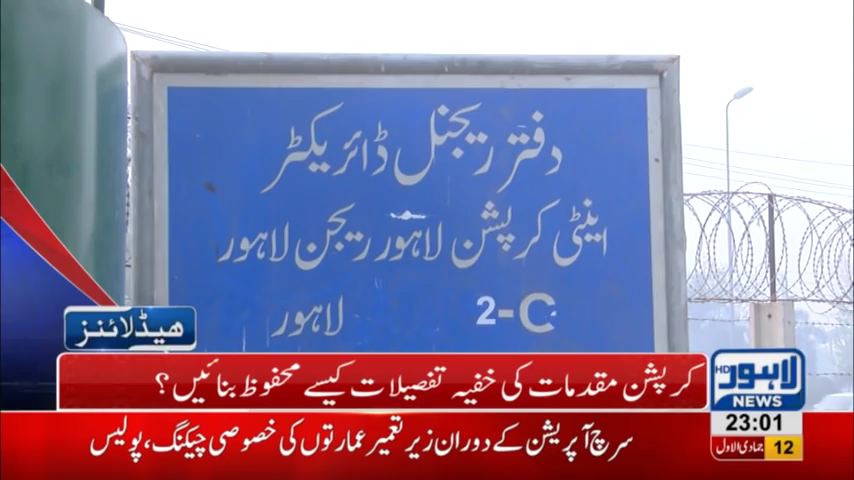 دفتر ریجنل ڈائریکٹر
اینٹی کرپشن لاہور ریجن لاہور
2-C لاہور
ہیڈلائنز
کرپشن مقدمات کی خفیہ تفصیلات کیسے محفوظ بنائیں؟
لاہور HD
NEWS
23:01
12 جمادی الاول
سرچ آپریشن کے دوران زیر تعمیر عمارتوں کی خصوصی چیکنگ، پولیس